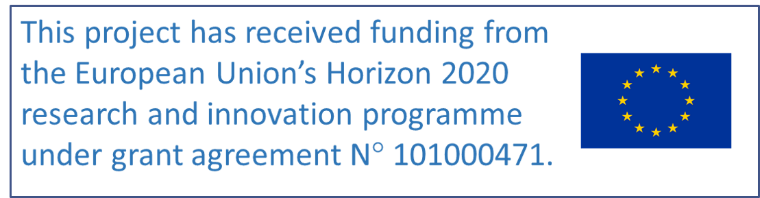 This project has received funding from
the European Union’s Horizon 2020
research and innovation programme
under grant agreement N° 101000471.